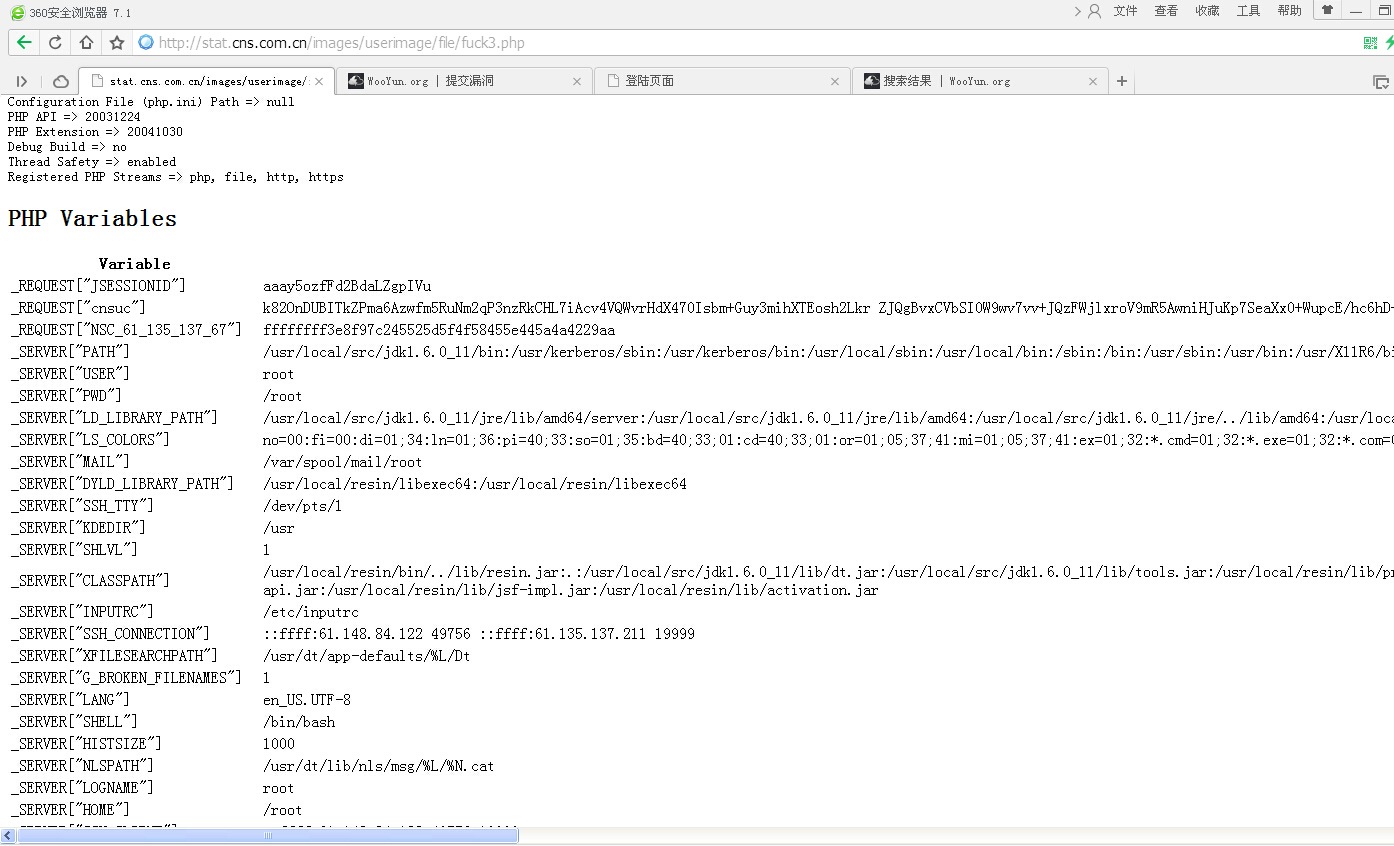 360安全浏览器 7.1
文件 查看 收藏 工具 帮助
http://stat.cns.com.cn/images/userimage/file/fuck3.php
stat.cns.com.cn/images/userimage/ WooYun.org | 提交漏洞 登陆页面 搜索结果 | WooYun.org
Configuration File (php.ini) Path => null
PHP API => 20031224
PHP Extension => 20041030
Debug Build => no
Thread Safety => enabled
Registered PHP Streams => php, file, http, https
PHP Variables
Variable
_REQUEST["JSESSIONID"] aaay5ozfFd2BdaLZgpIVu
_REQUEST["cnsuc"] k82OnDUBITkZPma6Azwfm5RuNm2qP3nzRkCHL7iAcv4VQWvrHdX470Isbm+Guy3mihXTEosh2Lkr ZJQgBvxCVbSI0W9wv7vv+JQzFWjlxroV9mR5AwniHJuKp7SeaXx0+WupcE/hc6hD+
_REQUEST["NSC_61_135_137_67"] ffffffff3e8f97c245525d5f4f58455e445a4a4229aa
_SERVER["PATH"] /usr/local/src/jdk1.6.0_11/bin:/usr/kerberos/sbin:/usr/kerberos/bin:/usr/local/sbin:/usr/local/bin:/sbin:/bin:/usr/sbin:/usr/bin:/usr/X11R6/bi
_SERVER["USER"] root
_SERVER["PWD"] /root
_SERVER["LD_LIBRARY_PATH"] /usr/local/src/jdk1.6.0_11/jre/lib/amd64/server:/usr/local/src/jdk1.6.0_11/jre/lib/amd64:/usr/local/src/jdk1.6.0_11/jre/../lib/amd64:/usr/loca
_SERVER["LS_COLORS"] no=00:fi=00:di=01;34:ln=01;36:pi=40;33:so=01;35:bd=40;33;01:cd=40;33;01:or=01;05;37;41:mi=01;05;37;41:ex=01;32:*.cmd=01;32:*.exe=01;32:*.com=0
_SERVER["MAIL"] /var/spool/mail/root
_SERVER["DYLD_LIBRARY_PATH"] /usr/local/resin/libexec64:/usr/local/resin/libexec64
_SERVER["SSH_TTY"] /dev/pts/1
_SERVER["KDEDIR"] /usr
_SERVER["SHLVL"] 1
_SERVER["CLASSPATH"] /usr/local/resin/bin/../lib/resin.jar:.:/usr/local/src/jdk1.6.0_11/lib/dt.jar:/usr/local/src/jdk1.6.0_11/lib/tools.jar:/usr/local/resin/lib/pr
api.jar:/usr/local/resin/lib/jsf-impl.jar:/usr/local/resin/lib/activation.jar
_SERVER["INPUTRC"] /etc/inputrc
_SERVER["SSH_CONNECTION"] ::ffff:61.148.84.122 49756 ::ffff:61.135.137.211 19999
_SERVER["XFILESEARCHPATH"] /usr/dt/app-defaults/%L/Dt
_SERVER["G_BROKEN_FILENAMES"] 1
_SERVER["LANG"] en_US.UTF-8
_SERVER["SHELL"] /bin/bash
_SERVER["HISTSIZE"] 1000
_SERVER["NLSPATH"] /usr/dt/lib/nls/msg/%L/%N.cat
_SERVER["LOGNAME"] root
_SERVER["HOME"] /root